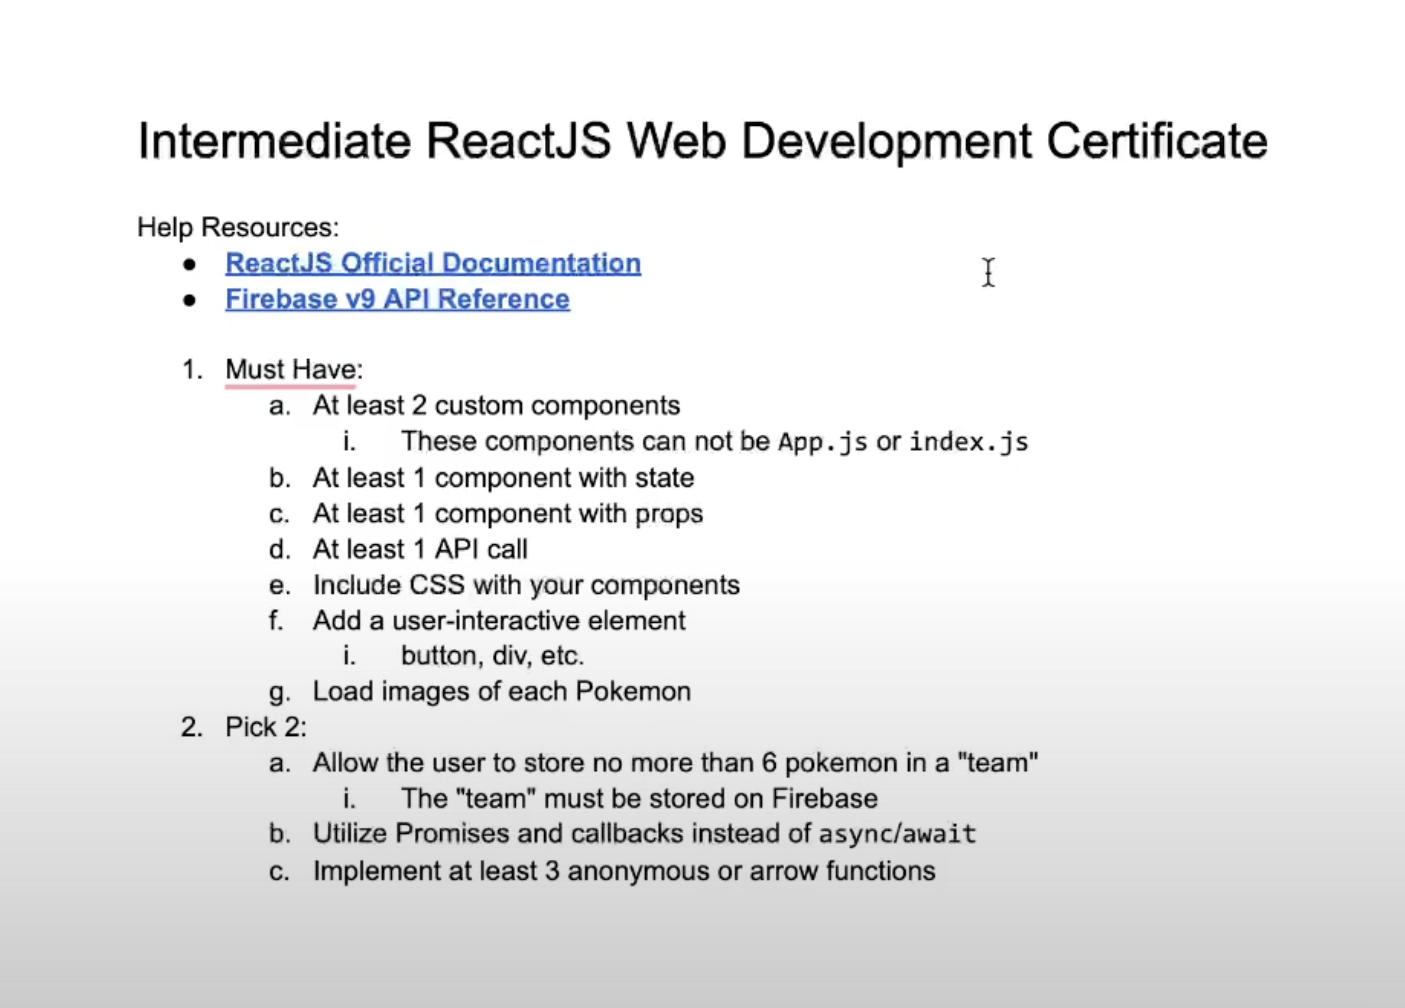 Intermediate ReactJS Web Development Certificate
Help Resources:
● ReactJS Official Documentation
● Firebase v9 API Reference
1. Must Have:
a. At least 2 custom components
i. These components can not be App.js or index.js
b. At least 1 component with state
c. At least 1 component with props
d. At least 1 API call
e. Include CSS with your components
f. Add a user-interactive element
i. button, div, etc.
g. Load images of each Pokemon
2. Pick 2:
a. Allow the user to store no more than 6 pokemon in a "team"
i. The "team" must be stored on Firebase
b. Utilize Promises and callbacks instead of async/await
c. Implement at least 3 anonymous or arrow functions